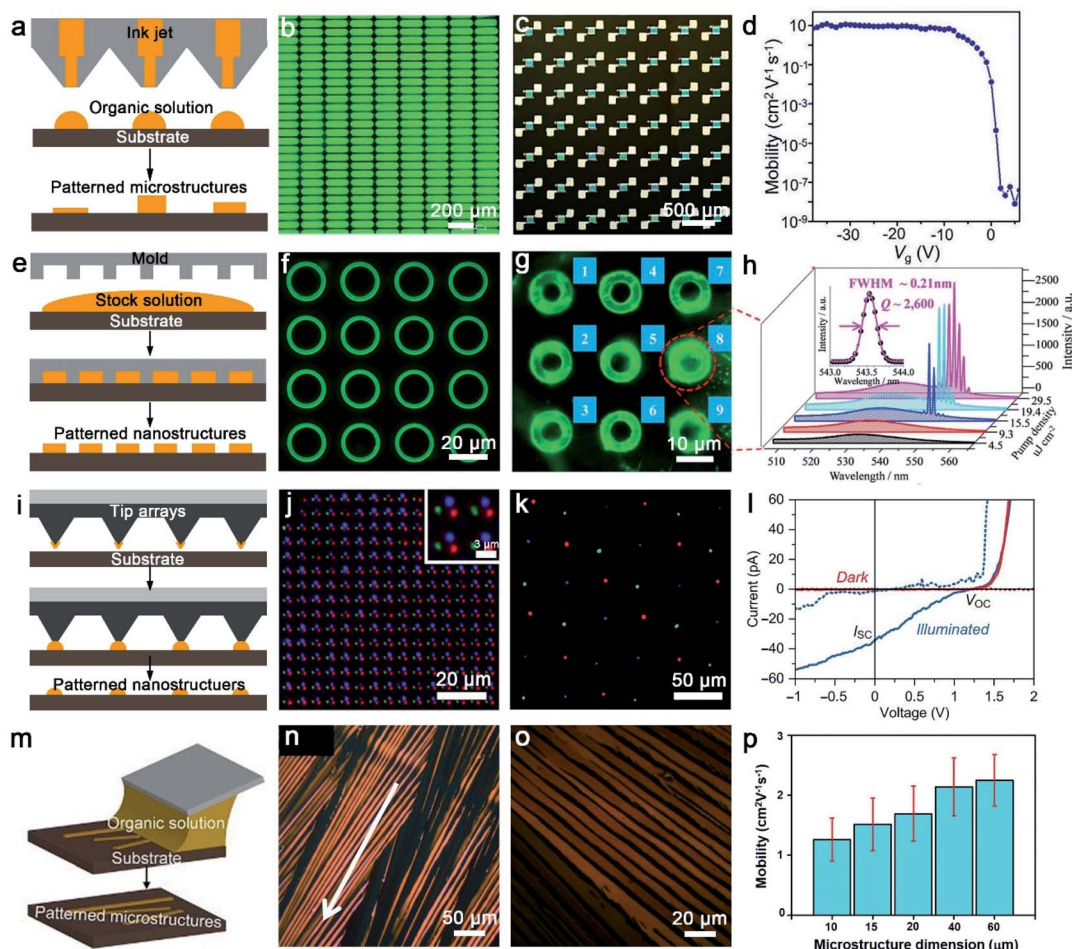 a
Ink jet
Organic solution
Substrate
Patterned microstructures
b
200 µm
c
500 µm
d
Mobility (cm² V⁻¹ s⁻¹)
10
10⁻¹
10⁻³
10⁻⁵
10⁻⁷
10⁻⁹
-30 -20 -10 0
Vg (V)
e
Mold
Stock solution
Substrate
Patterned nanostructures
f
20 µm
g
1 4 7
2 5 8
3 6 9
10 µm
h
FWHM ~ 0.21nm
Q ~ 2,600
Intensity / a.u.
543.0 543.5 544.0
Wavelength / nm
2500
2000
1500
1000
500
0
Intensity / a.u.
29.5
19.4
15.5
9.3
4.5
Pump density
uJ cm⁻²
510 520 530 540 550 560
Wavelength / nm
i
Tip arrays
Substrate
Patterned nanostructuers
j
3 µm
20 µm
k
50 µm
l
Current (pA)
60
40
20
0
−20
−40
−60
Dark
VOC
ISC
Illuminated
−1 −0.5 0 0.5 1 1.5 2
Voltage (V)
m
Organic solution
Substrate
Patterned microstructures
n
50 µm
o
20 µm
p
Mobility (cm²V⁻¹s⁻¹)
3
2
1
0
10 15 20 40 60
Microstructure dimension (µm)